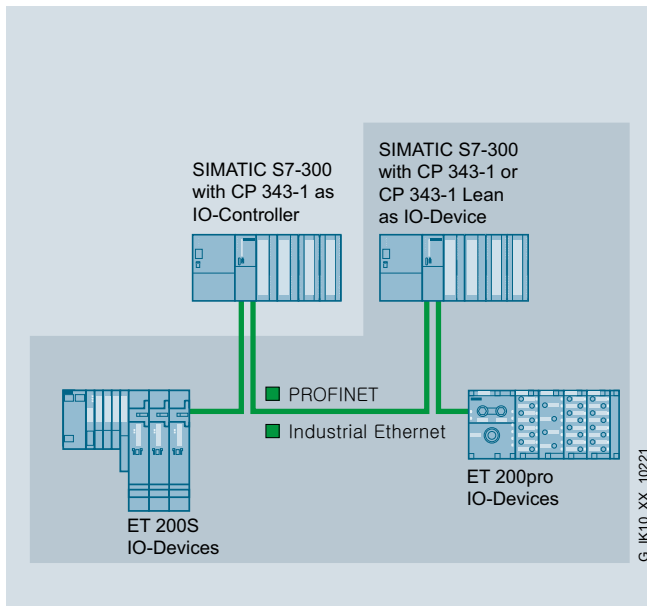 SIMATIC S7-300
with CP 343-1 as
IO-Controller
SIMATIC S7-300
with CP 343-1 or
CP 343-1 Lean
as IO-Device
PROFINET
Industrial Ethernet
ET 200S
IO-Devices
ET 200pro
IO-Devices
G_IK10_XX_10221